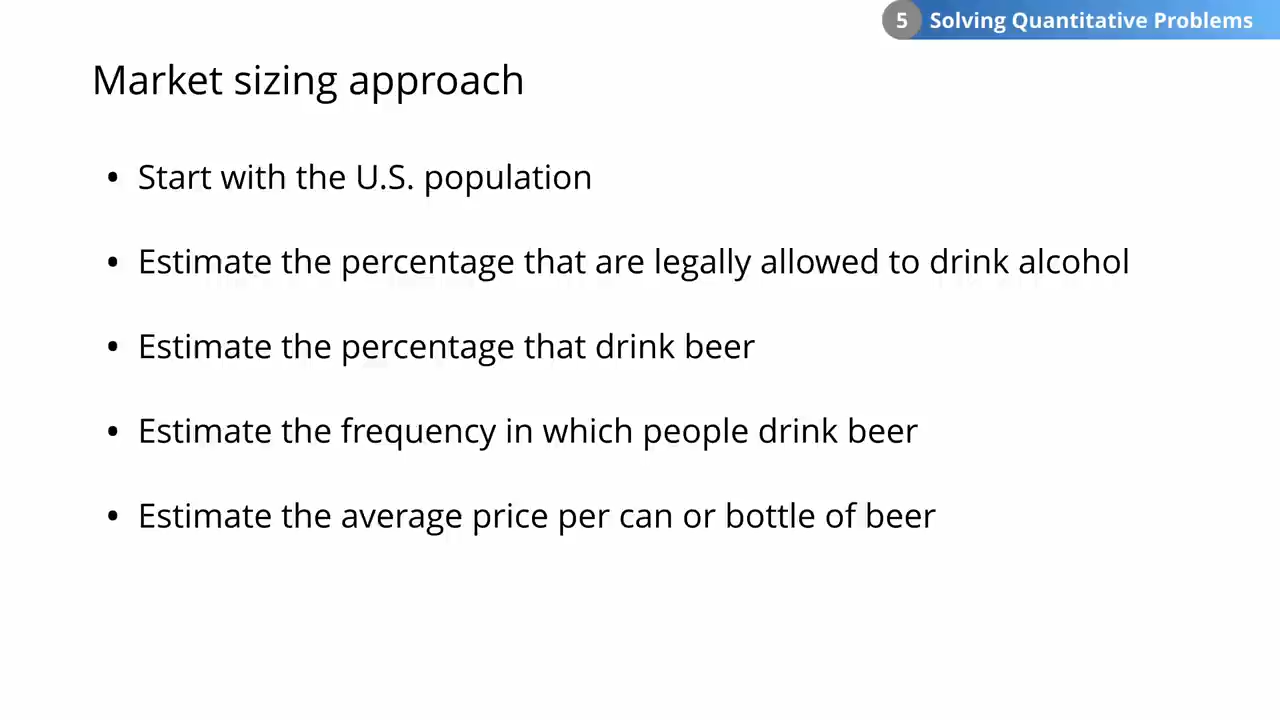 5 Solving Quantitative Problems
Market sizing approach
• Start with the U.S. population
• Estimate the percentage that are legally allowed to drink alcohol
• Estimate the percentage that drink beer
• Estimate the frequency in which people drink beer
• Estimate the average price per can or bottle of beer